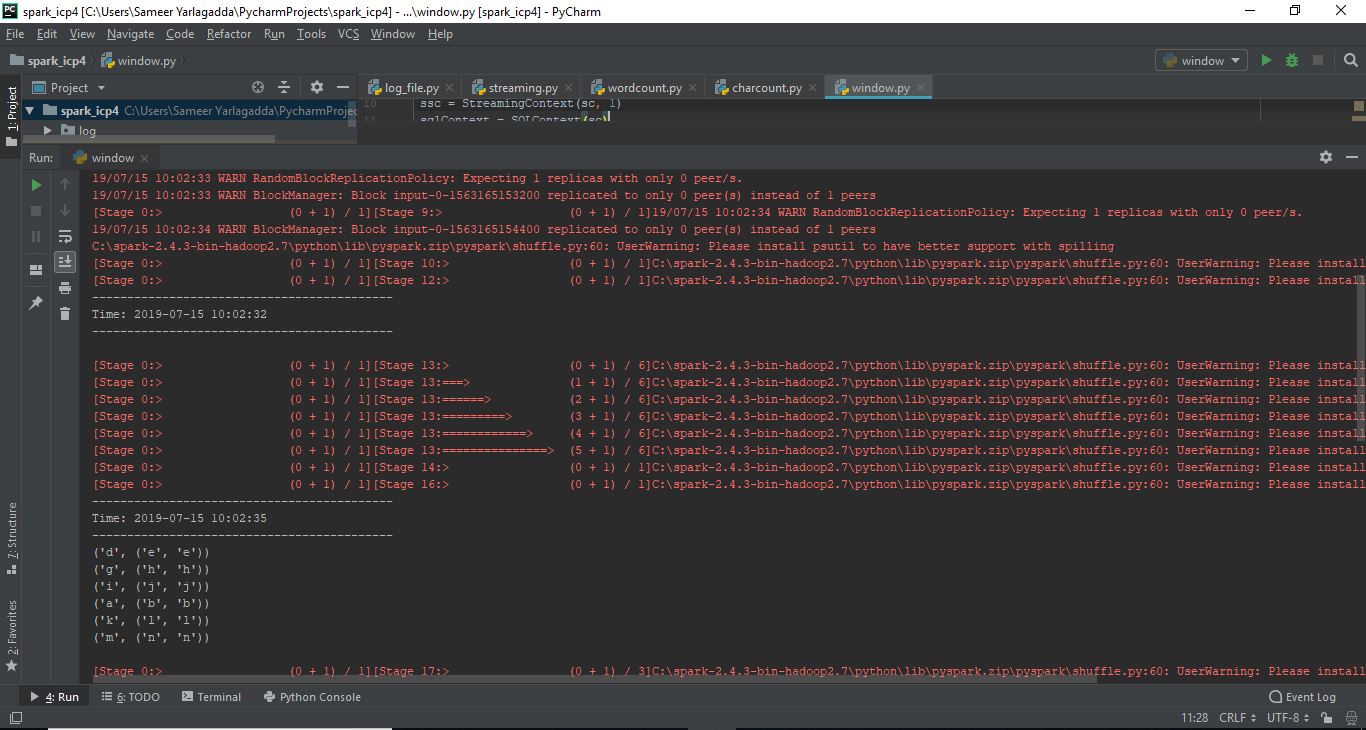 spark_icp4 [C:\Users\Sameer Yarlagadda\PycharmProjects\spark_icp4] - ...\window.py [spark_icp4] - PyCharm
File Edit View Navigate Code Refactor Run Tools VCS Window Help
spark_icp4 window.py window
Project log_file.py streaming.py wordcount.py charcount.py window.py
1: Project
spark_icp4 C:\Users\Sameer Yarlagadda\PycharmProjec
log
10 ssc = StreamingContext(sc, 1)
11 sqlContext = SQLContext(sc)
Run: window
19/07/15 10:02:33 WARN RandomBlockReplicationPolicy: Expecting 1 replicas with only 0 peer/s.
19/07/15 10:02:33 WARN BlockManager: Block input-0-1563165153200 replicated to only 0 peer(s) instead of 1 peers
[Stage 0:> (0 + 1) / 1][Stage 9:> (0 + 1) / 1]19/07/15 10:02:34 WARN RandomBlockReplicationPolicy: Expecting 1 replicas with only 0 peer/s.
19/07/15 10:02:34 WARN BlockManager: Block input-0-1563165154400 replicated to only 0 peer(s) instead of 1 peers
C:\spark-2.4.3-bin-hadoop2.7\python\lib\pyspark.zip\pyspark\shuffle.py:60: UserWarning: Please install psutil to have better support with spilling
[Stage 0:> (0 + 1) / 1][Stage 10:> (0 + 1) / 1]C:\spark-2.4.3-bin-hadoop2.7\python\lib\pyspark.zip\pyspark\shuffle.py:60: UserWarning: Please install
[Stage 0:> (0 + 1) / 1][Stage 12:> (0 + 1) / 1]C:\spark-2.4.3-bin-hadoop2.7\python\lib\pyspark.zip\pyspark\shuffle.py:60: UserWarning: Please install
-------------------------------------------
Time: 2019-07-15 10:02:32
-------------------------------------------
[Stage 0:> (0 + 1) / 1][Stage 13:> (0 + 1) / 6]C:\spark-2.4.3-bin-hadoop2.7\python\lib\pyspark.zip\pyspark\shuffle.py:60: UserWarning: Please install
[Stage 0:> (0 + 1) / 1][Stage 13:===> (1 + 1) / 6]C:\spark-2.4.3-bin-hadoop2.7\python\lib\pyspark.zip\pyspark\shuffle.py:60: UserWarning: Please install
[Stage 0:> (0 + 1) / 1][Stage 13:======> (2 + 1) / 6]C:\spark-2.4.3-bin-hadoop2.7\python\lib\pyspark.zip\pyspark\shuffle.py:60: UserWarning: Please install
[Stage 0:> (0 + 1) / 1][Stage 13:=========> (3 + 1) / 6]C:\spark-2.4.3-bin-hadoop2.7\python\lib\pyspark.zip\pyspark\shuffle.py:60: UserWarning: Please install
[Stage 0:> (0 + 1) / 1][Stage 13:============> (4 + 1) / 6]C:\spark-2.4.3-bin-hadoop2.7\python\lib\pyspark.zip\pyspark\shuffle.py:60: UserWarning: Please install
[Stage 0:> (0 + 1) / 1][Stage 13:===============> (5 + 1) / 6]C:\spark-2.4.3-bin-hadoop2.7\python\lib\pyspark.zip\pyspark\shuffle.py:60: UserWarning: Please install
[Stage 0:> (0 + 1) / 1][Stage 14:> (0 + 1) / 1]C:\spark-2.4.3-bin-hadoop2.7\python\lib\pyspark.zip\pyspark\shuffle.py:60: UserWarning: Please install
[Stage 0:> (0 + 1) / 1][Stage 16:> (0 + 1) / 1]C:\spark-2.4.3-bin-hadoop2.7\python\lib\pyspark.zip\pyspark\shuffle.py:60: UserWarning: Please install
-------------------------------------------
Time: 2019-07-15 10:02:35
-------------------------------------------
('d', ('e', 'e'))
('g', ('h', 'h'))
('i', ('j', 'j'))
('a', ('b', 'b'))
('k', ('l', 'l'))
('m', ('n', 'n'))
[Stage 0:> (0 + 1) / 1][Stage 17:> (0 + 1) / 3]C:\spark-2.4.3-bin-hadoop2.7\python\lib\pyspark.zip\pyspark\shuffle.py:60: UserWarning: Please install
7: Structure
2: Favorites
4: Run 6: TODO Terminal Python Console Event Log
11:28 CRLF UTF-8